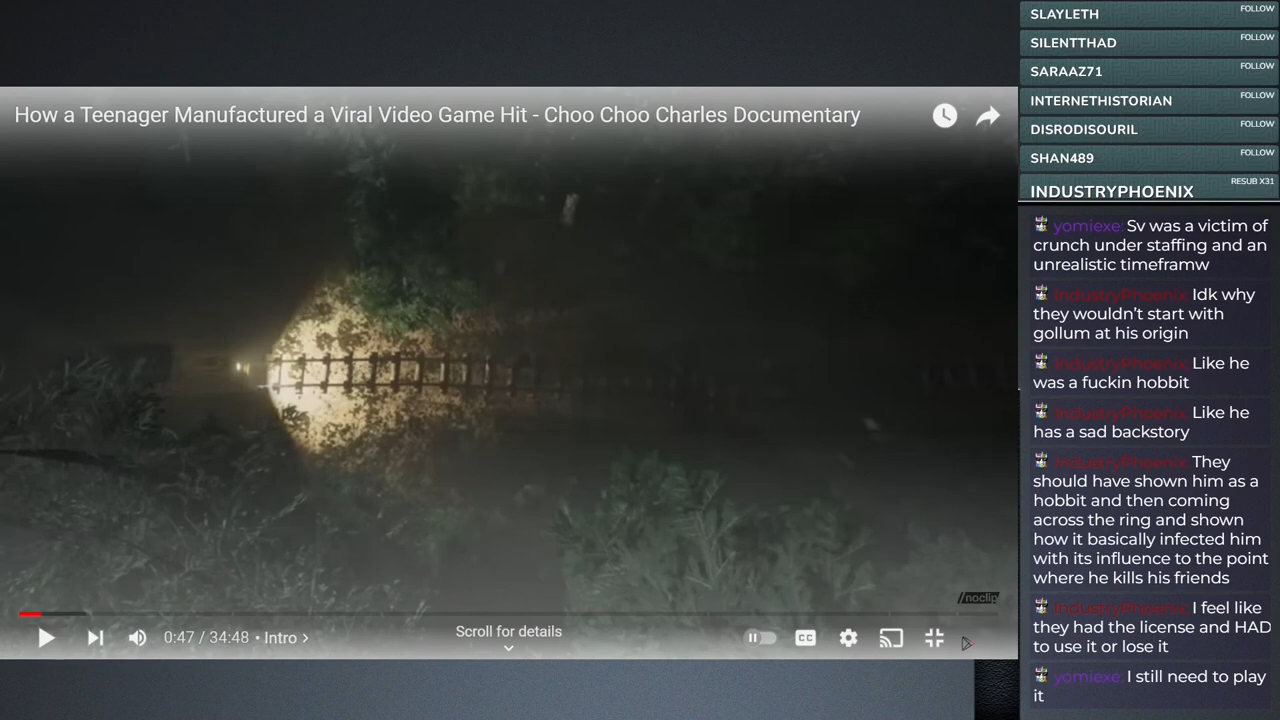 How a Teenager Manufactured a Viral Video Game Hit - Choo Choo Charles Documentary
//noclip
0:47 / 34:48 • Intro
Scroll for details
CC
SLAYLETH FOLLOW
SILENTTHAD FOLLOW
SARAAZ71 FOLLOW
INTERNETHISTORIAN FOLLOW
DISRODISOURIL FOLLOW
SHAN489 FOLLOW
INDUSTRYPHOENIX RESUB X31
yomiexe: Sv was a victim of
crunch under staffing and an
unrealistic timeframw
IndustryPhoenix: Idk why
they wouldn't start with
gollum at his origin
IndustryPhoenix: Like he
was a fuckin hobbit
IndustryPhoenix: Like he
has a sad backstory
IndustryPhoenix: They
should have shown him as a
hobbit and then coming
across the ring and shown
how it basically infected him
with its influence to the point
where he kills his friends
IndustryPhoenix: I feel like
they had the license and HAD
to use it or lose it
yomiexe: I still need to play
it